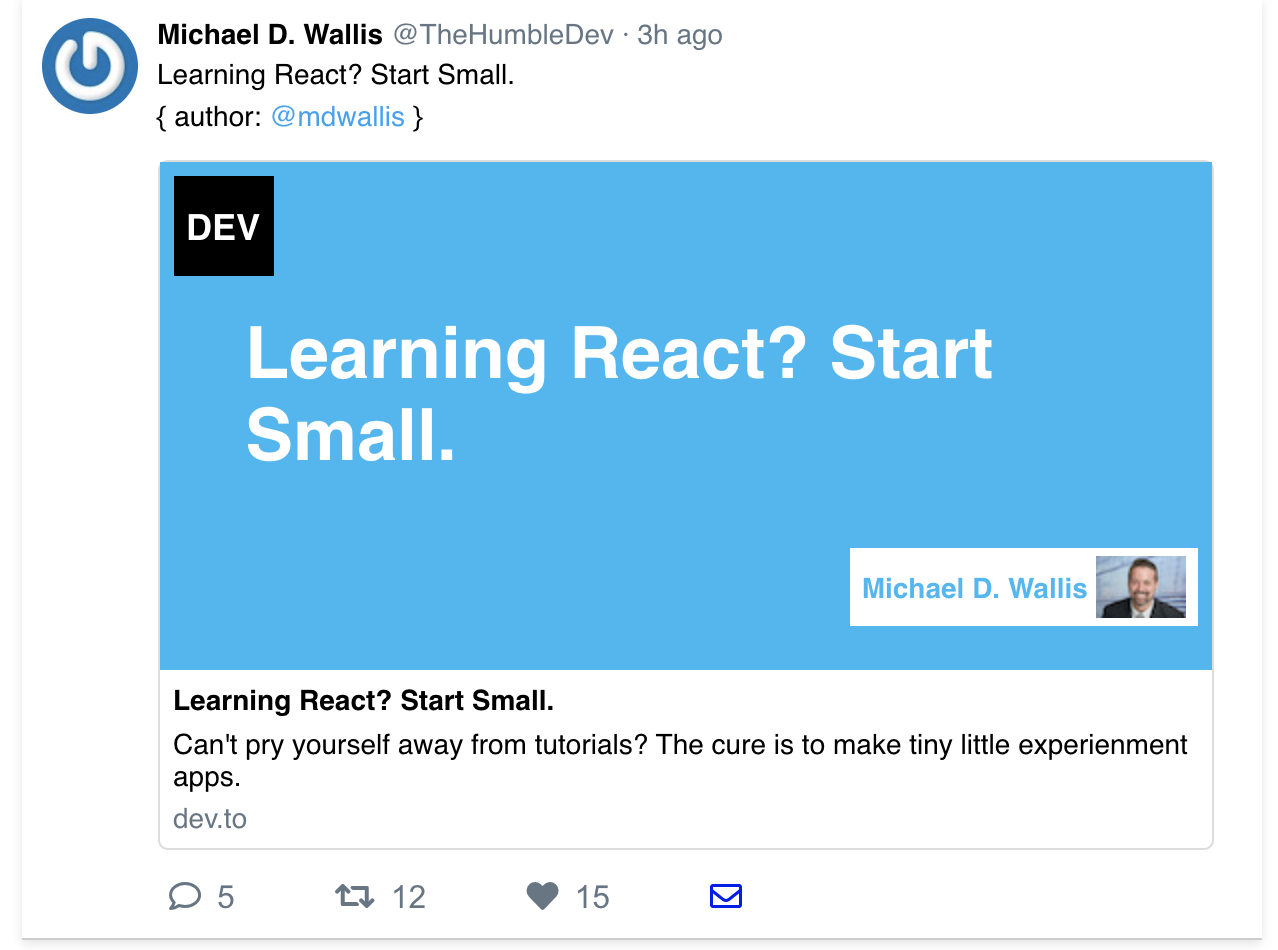 Michael D. Wallis @TheHumbleDev · 3h ago
Learning React? Start Small.
{ author: @mdwallis }
DEV
Learning React? Start
Small.
Michael D. Wallis
Learning React? Start Small.
Can't pry yourself away from tutorials? The cure is to make tiny little experienment
apps.
dev.to
5 12 15